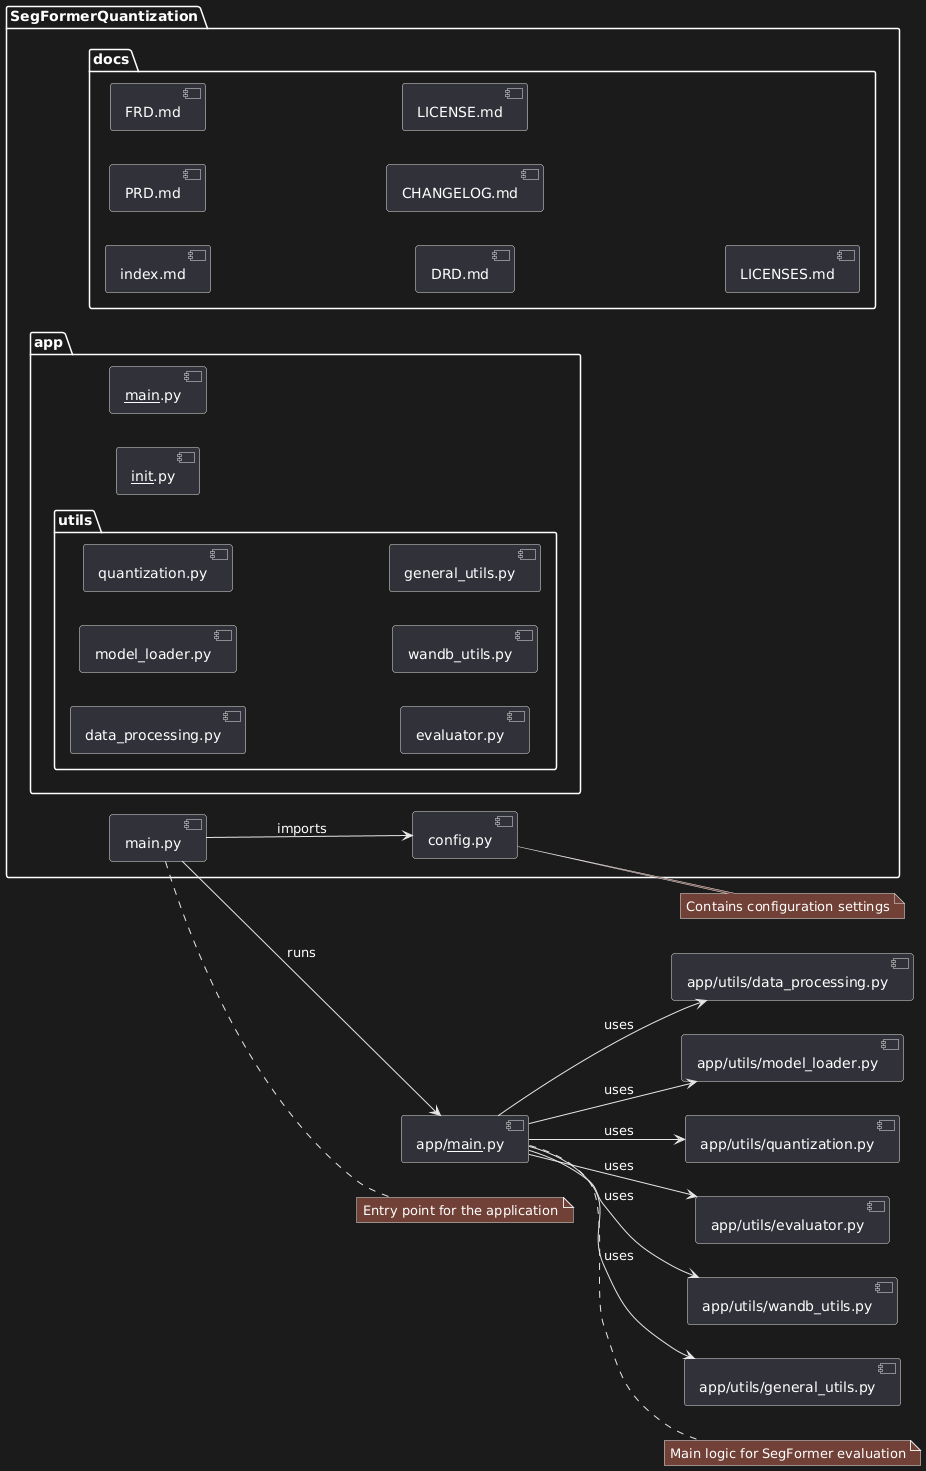 SegFormerQuantization
docs
FRD.md
LICENSE.md
PRD.md
CHANGELOG.md
index.md
DRD.md
LICENSES.md
app
main.py
init.py
utils
quantization.py
general_utils.py
model_loader.py
wandb_utils.py
data_processing.py
evaluator.py
main.py
imports
config.py
Contains configuration settings
runs
app/utils/data_processing.py
uses
app/utils/model_loader.py
uses
app/main.py
uses
app/utils/quantization.py
uses
Entry point for the application
uses
app/utils/evaluator.py
uses
app/utils/wandb_utils.py
app/utils/general_utils.py
Main logic for SegFormer evaluation